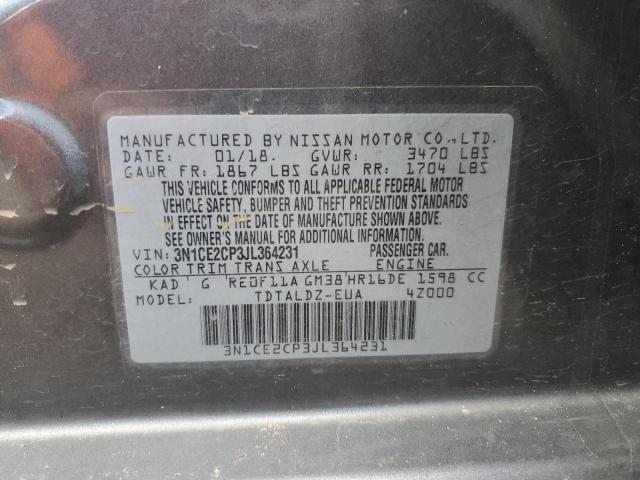 MANUFACTURED BY NISSAN MOTOR CO., LTD.
DATE: 01/18. GVWR: 3470 LBS
GAWR FR: 1867 LBS GAWR RR: 1704 LBS
THIS VEHICLE CONFORMS TO ALL APPLICABLE FEDERAL MOTOR
VEHICLE SAFETY, BUMPER AND THEFT PREVENTION STANDARDS
IN EFFECT ON THE DATE OF MANUFACTURE SHOWN ABOVE.
SEE OWNER'S MANUAL FOR ADDITIONAL INFORMATION.
VIN: 3N1CE2CP3JL364231 PASSENGER CAR.
COLOR TRIM TRANS AXLE ENGINE
KAD G RE0F11A GM38 HR16DE 1598 CC
MODEL: TDTALDZ-EUA 4Z000
3N1CE2CP3JL364231